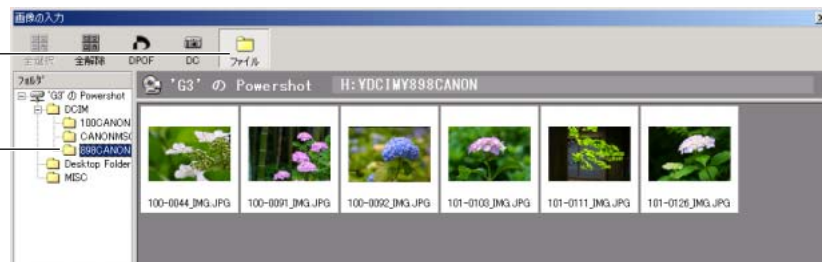 画像の入力
全選択 全解除 DPOF DC ファイル
フォルダ
'G3' の Powershot H:¥DCIM¥898CANON
'G3' の Powershot
DCIM
100CANON
CANONMSC
898CANON
Desktop Folder
MISC
100-0044_IMG.JPG 100-0091_IMG.JPG 100-0092_IMG.JPG 101-0103_IMG.JPG 101-0111_IMG.JPG 101-0126_IMG.JPG